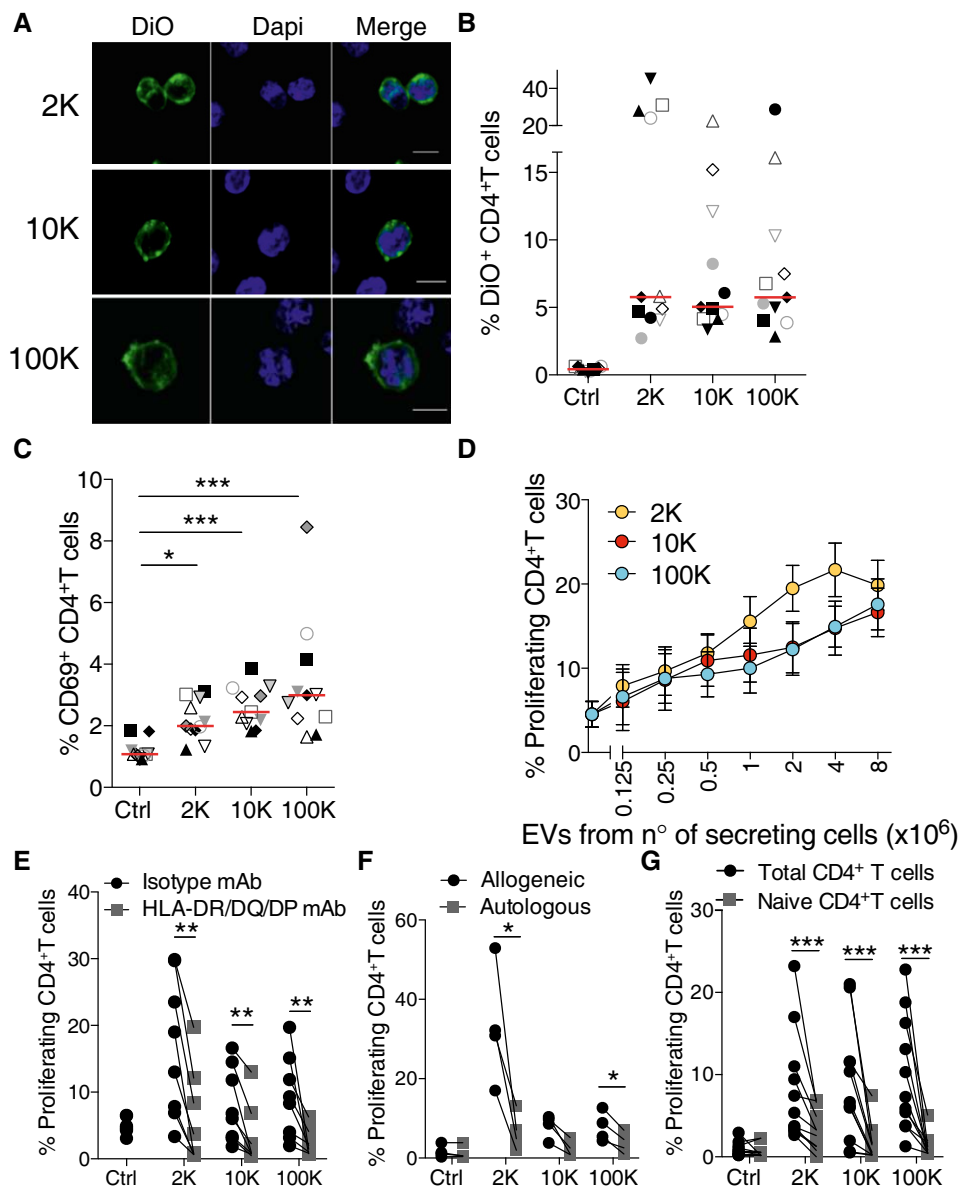 A
DiO Dapi Merge
2K
10K
100K
B
% DiO⁺ CD4⁺T cells
40
20
15
10
5
0
Ctrl 2K 10K 100K
C
% CD69⁺ CD4⁺T cells
10
8
6
4
2
0
***
***
*
Ctrl 2K 10K 100K
D
% Proliferating CD4⁺T cells
30
20
10
0
2K
10K
100K
0.125 0.25 0.5 1 2 4 8
EVs from n° of secreting cells (x10⁶)
E
Isotype mAb
HLA-DR/DQ/DP mAb
% Proliferating CD4⁺T cells
40
30
20
10
0
**
**
**
Ctrl 2K 10K 100K
F
Allogeneic
Autologous
% Proliferating CD4⁺T cells
60
40
20
0
*
*
Ctrl 2K 10K 100K
G
Total CD4⁺ T cells
Naive CD4⁺T cells
% Proliferating CD4⁺T cells
30
20
10
0
***
***
***
Ctrl 2K 10K 100K